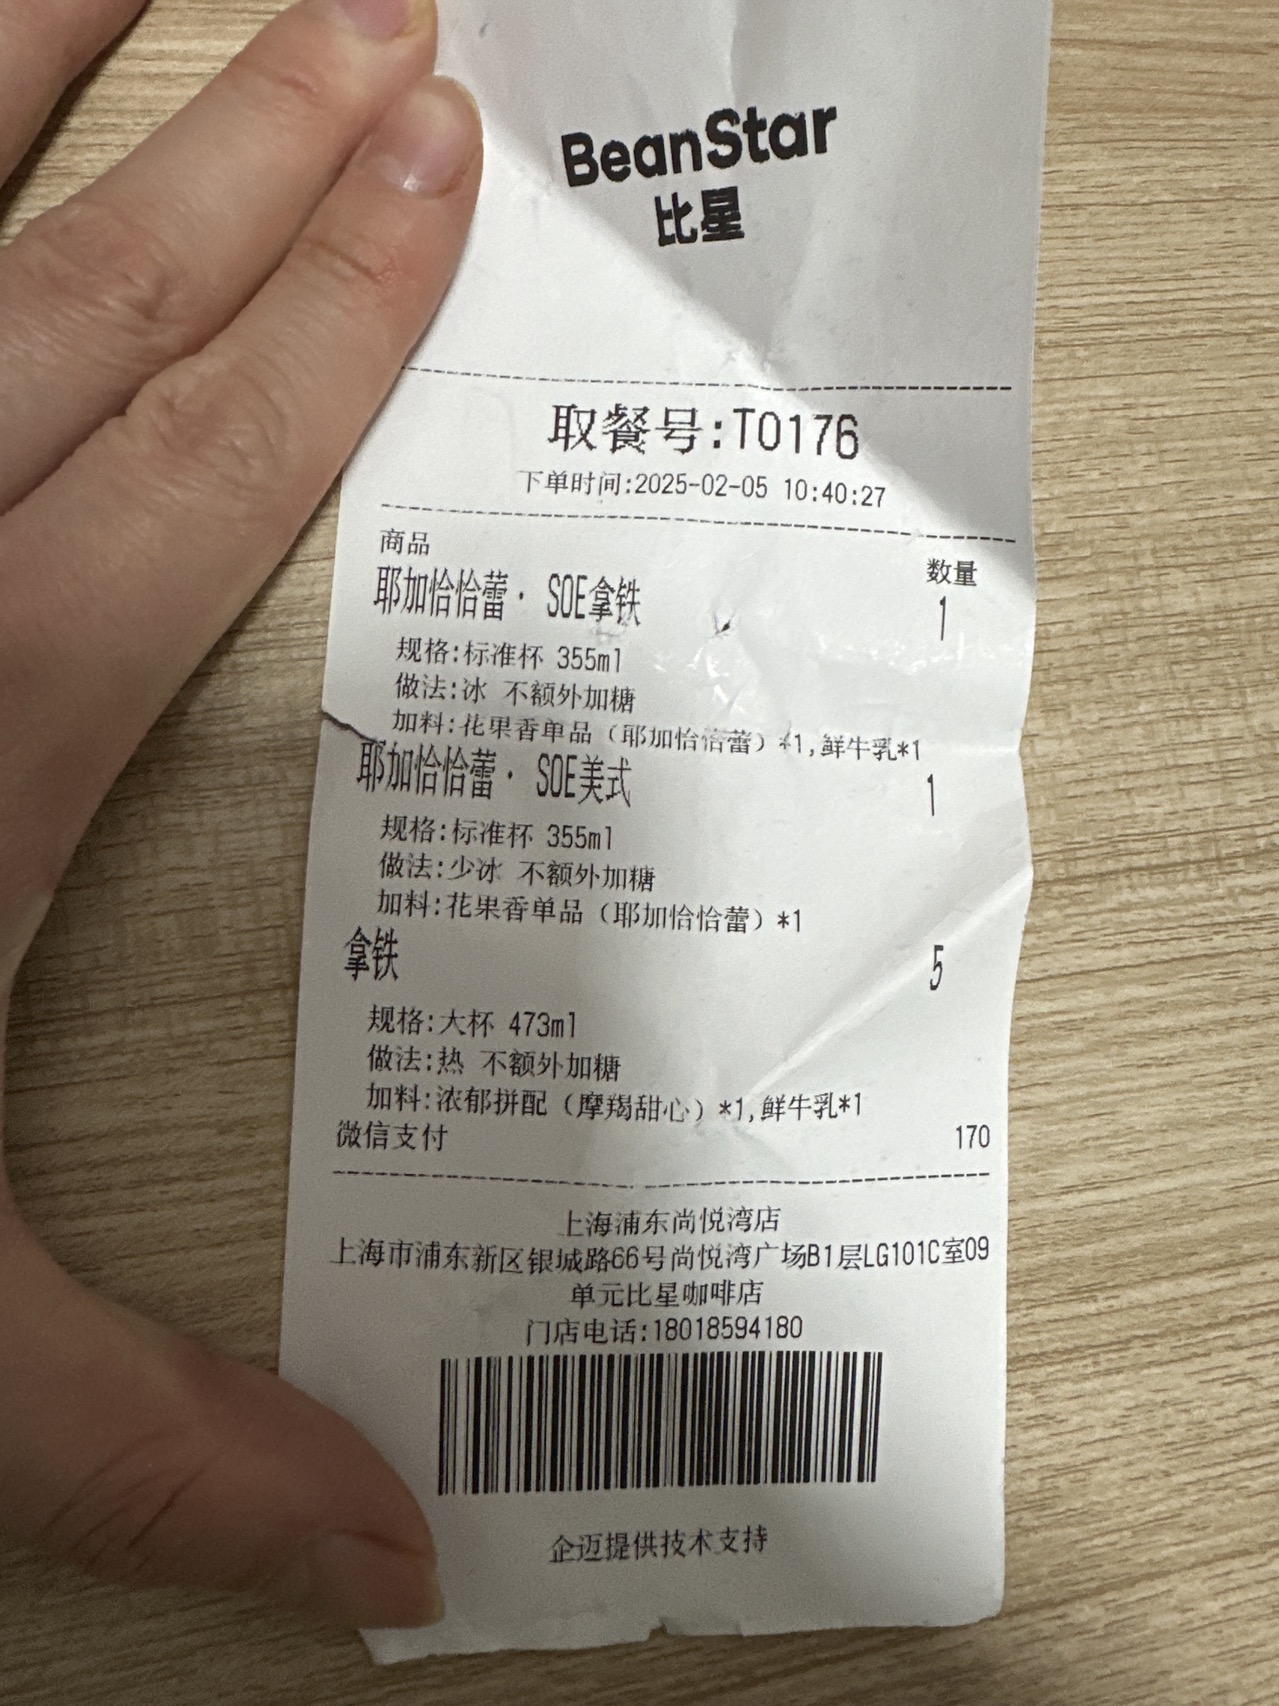 BeanStar
比星
取餐号:T0176
下单时间:2025-02-05 10:40:27
商品 数量
耶加恰恰蕾· SOE拿铁 1
规格:标准杯 355ml
做法:冰 不额外加糖
加料:花果香单品（耶加恰恰蕾）*1,鲜牛乳*1
耶加恰恰蕾· SOE美式 1
规格:标准杯 355ml
做法:少冰 不额外加糖
加料:花果香单品（耶加恰恰蕾）*1
拿铁 5
规格:大杯 473ml
做法:热 不额外加糖
加料:浓郁拼配（摩羯甜心）*1,鲜牛乳*1
微信支付 170
上海浦东尚悦湾店
上海市浦东新区银城路66号尚悦湾广场B1层LG101C室09
单元比星咖啡店
门店电话:18018594180
企迈提供技术支持